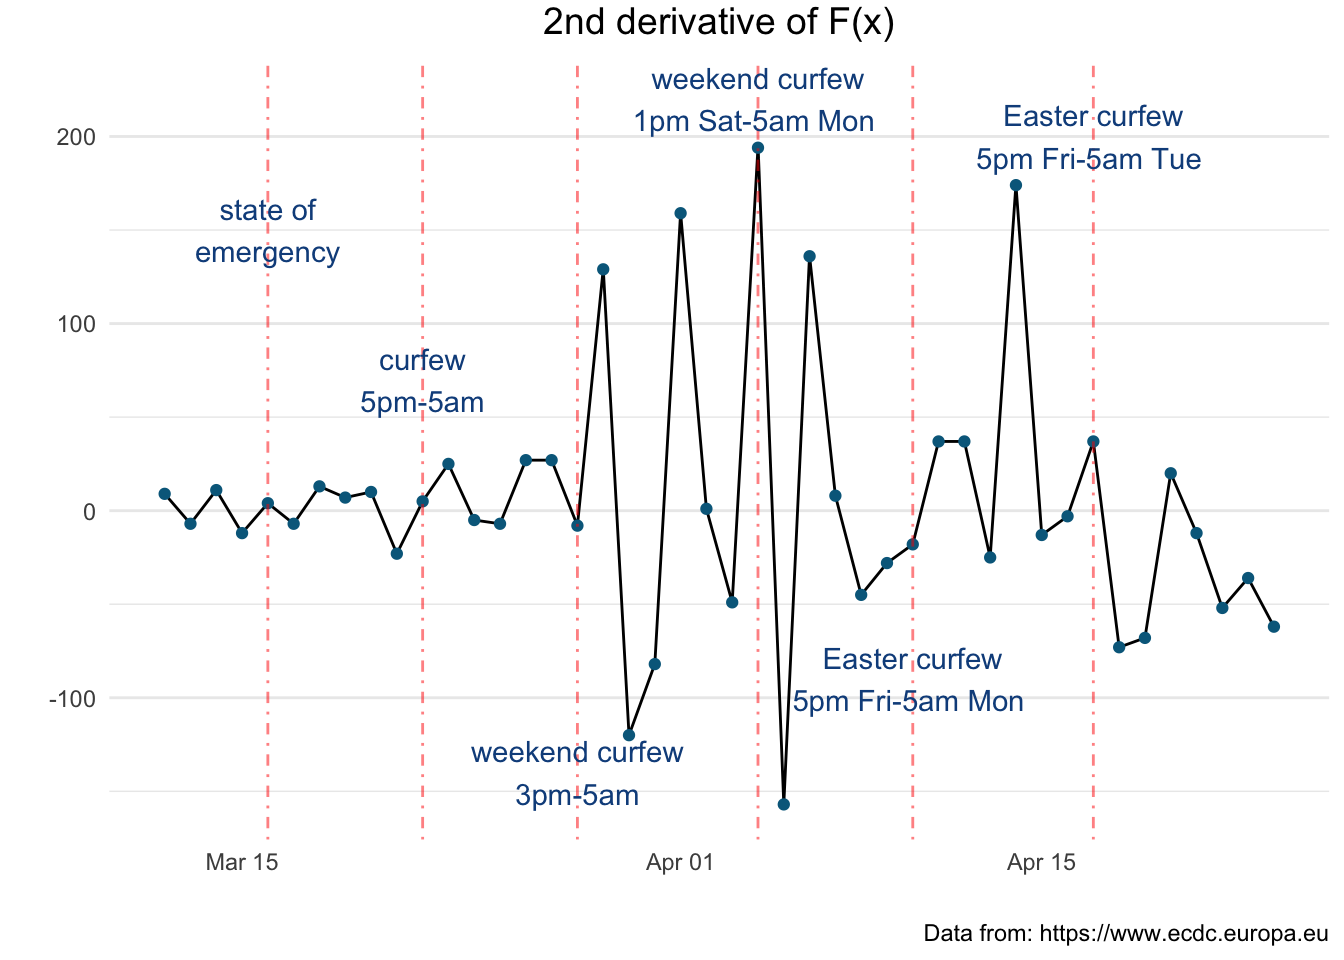 2nd derivative of F(x)
weekend curfew
1pm Sat-5am Mon
Easter curfew
5pm Fri-5am Tue
200
state of
emergency
100
curfew
5pm-5am
0
Easter curfew
5pm Fri-5am Mon
-100
weekend curfew
3pm-5am
Mar 15
Apr 01
Apr 15
Data from: https://www.ecdc.europa.eu